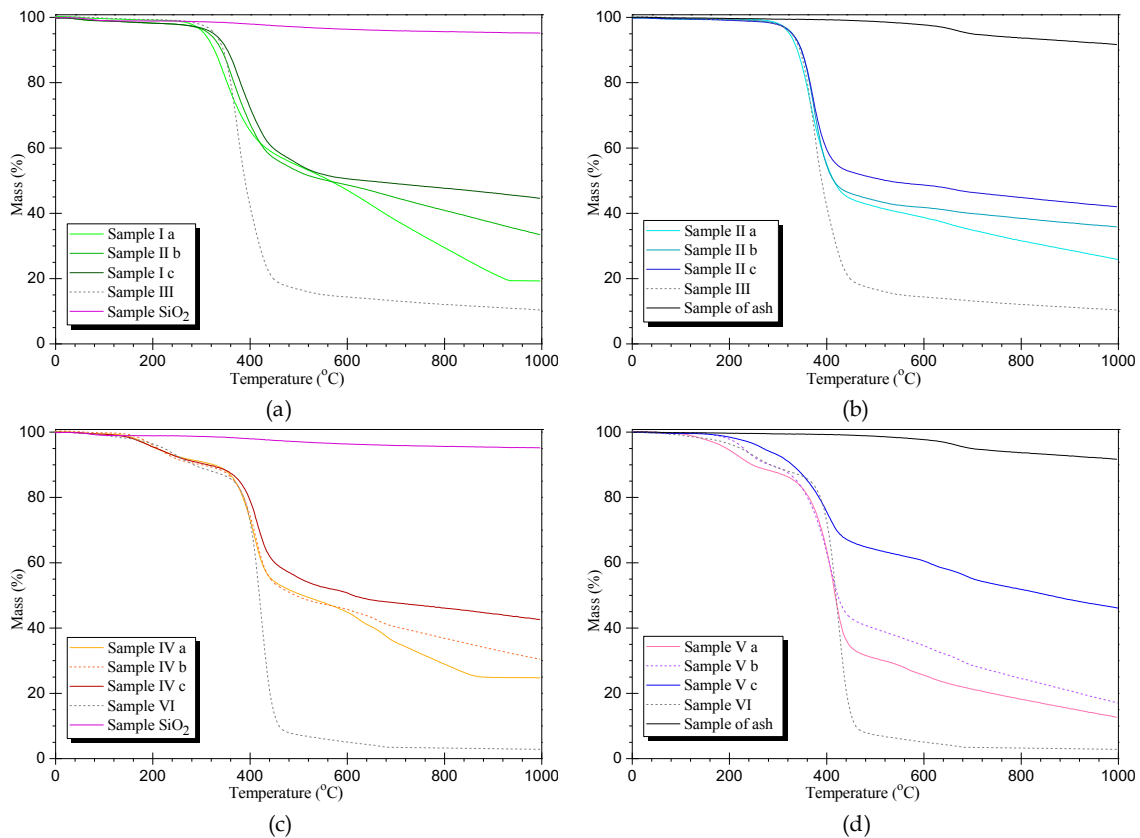 100
80
60
40
20
0
Mass (%)
Sample I a
Sample II b
Sample I c
Sample III
Sample SiO₂
0 200 400 600 800 1000
Temperature (°C)
(a)
100
80
60
40
20
0
Mass (%)
Sample II a
Sample II b
Sample II c
Sample III
Sample of ash
0 200 400 600 800 1000
Temperature (°C)
(b)
100
80
60
40
20
0
Mass (%)
Sample IV a
Sample IV b
Sample IV c
Sample VI
Sample SiO₂
0 200 400 600 800 1000
Temperature (°C)
(c)
100
80
60
40
20
0
Mass (%)
Sample V a
Sample V b
Sample V c
Sample VI
Sample of ash
0 200 400 600 800 1000
Temperature (°C)
(d)